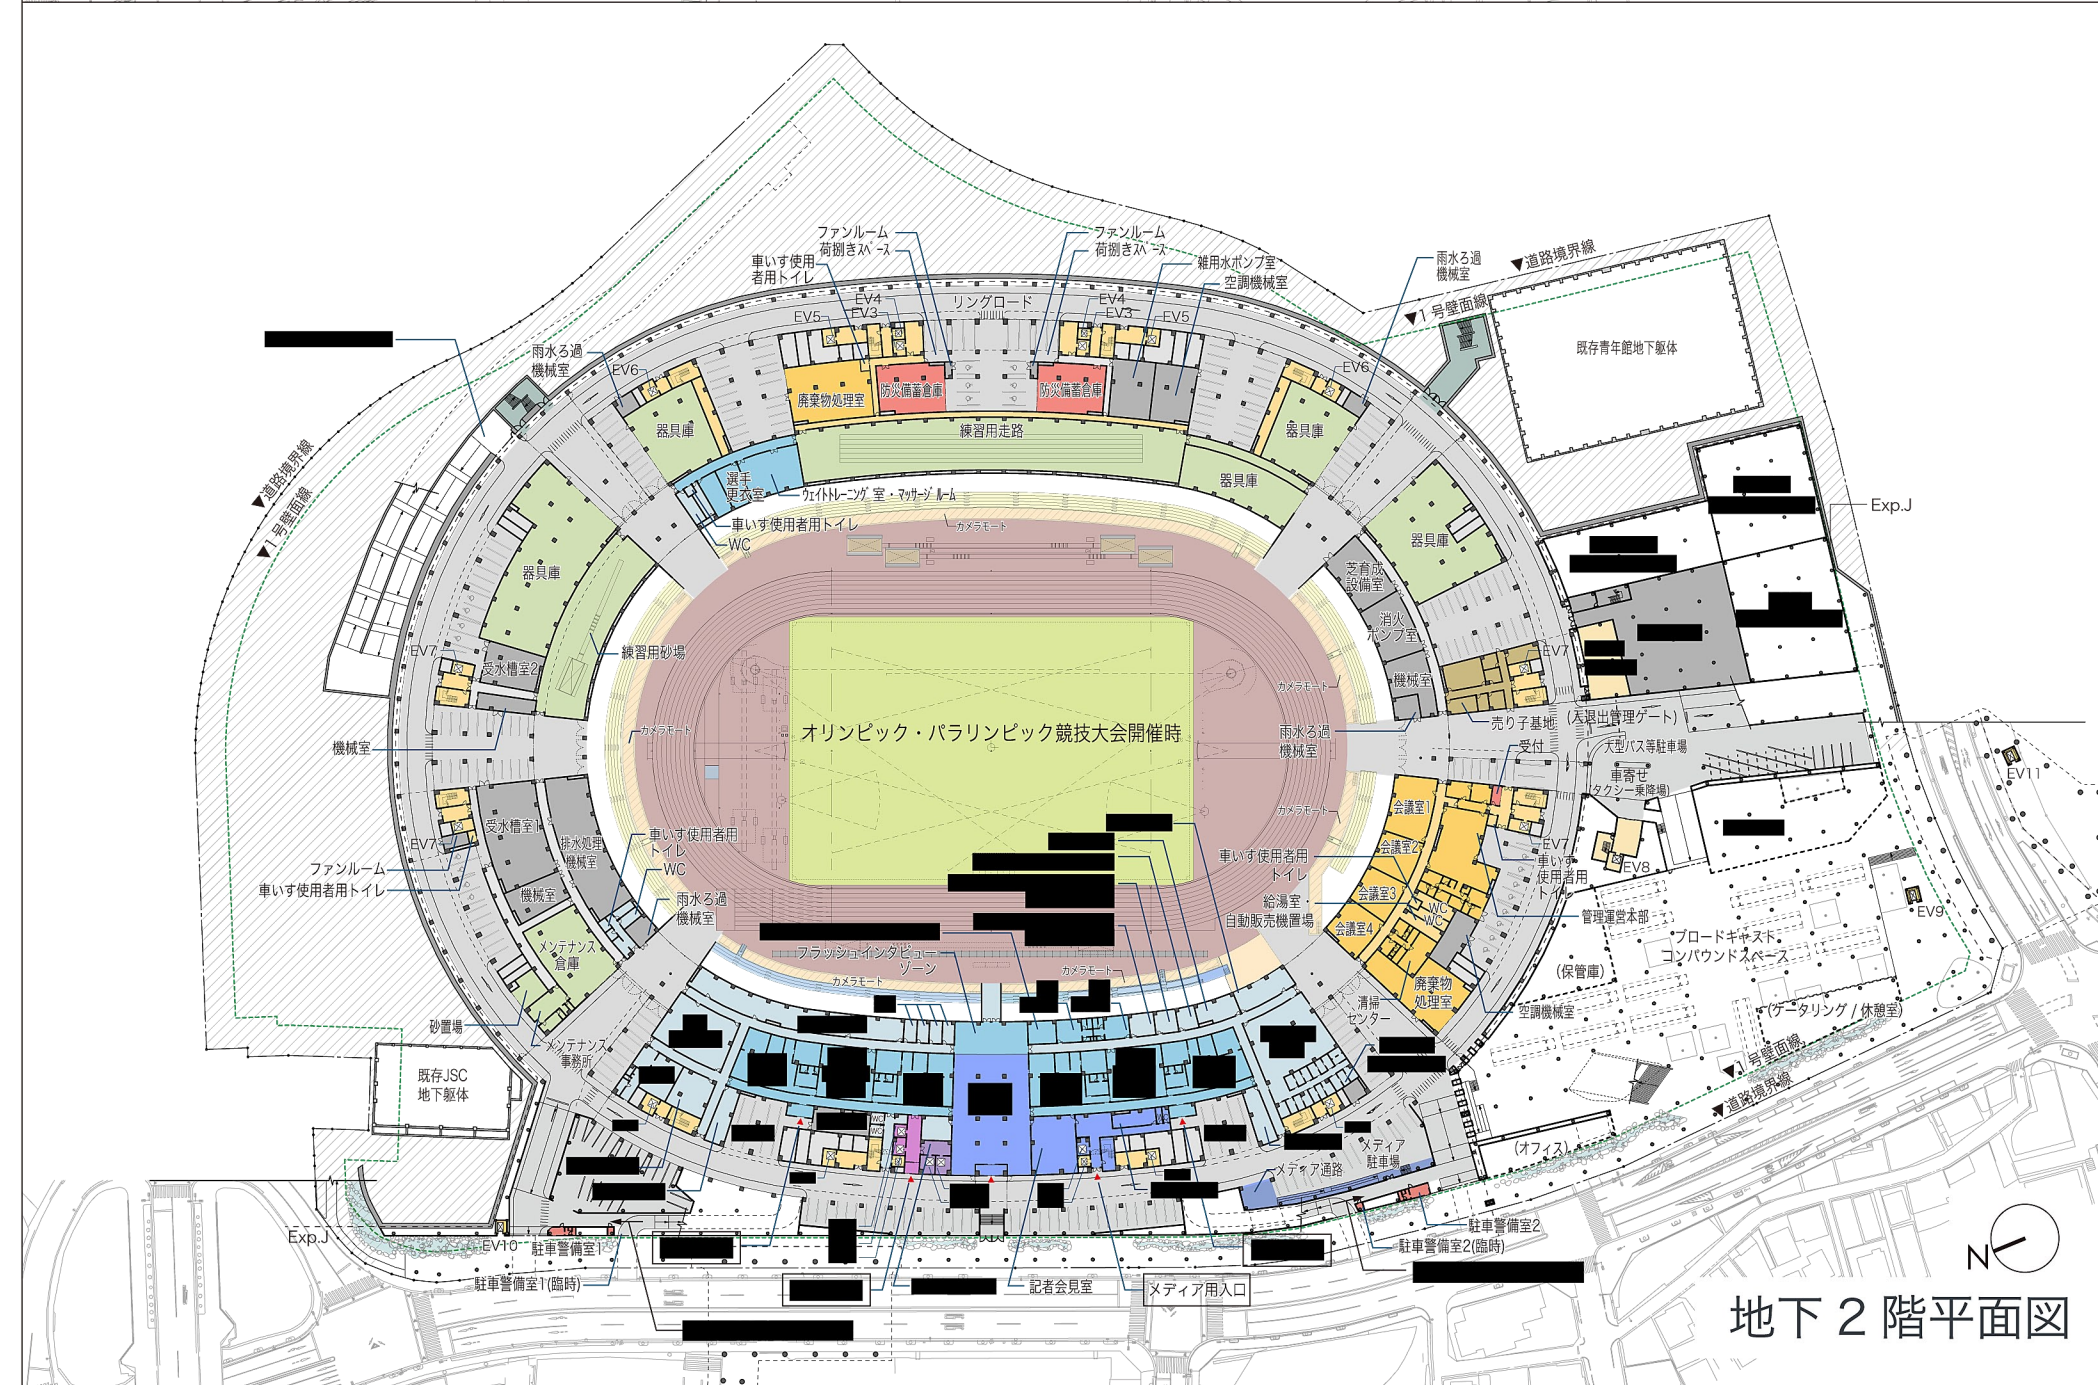 ファンルーム
荷捌きスペース
車いす使用
者用トイレ
ファンルーム
荷捌きスペース
雑用水ポンプ室
空調機械室
雨水ろ過
機械室
▼道路境界線
▼1号壁面線
既存青年館地下躯体
リングロード
EV4
EV3
EV5
EV4
EV3
EV5
雨水ろ過
機械室
EV6
EV6
廃棄物処理室
防災備蓄倉庫
防災備蓄倉庫
器具庫
練習用走路
器具庫
▼道路境界線
▼1号壁面線
選手
更衣室
ウェイトトレーニング室・マッサージルーム
器具庫
車いす使用者用トイレ
WC
カメラモート
Exp.J
器具庫
器具庫
芝育成
設備室
消火
ポンプ室
練習用砂場
EV7
受水槽室2
機械室
EV7
カメラモート
機械室
カメラモート
オリンピック・パラリンピック競技大会開催時
雨水ろ過
機械室
売り子基地
(入退出管理ゲート)
受付
大型バス等駐車場
車寄せ
(タクシー乗降場)
EV11
会議室1
カメラモート
受水槽室1
排水処理
機械室
車いす使用者用
トイレ
EV7
会議室2
車いす使用者用
トイレ
EV7
車いす
使用者用
トイレ
EV8
ファンルーム
車いす使用者用トイレ
WC
機械室
雨水ろ過
機械室
会議室3
給湯室・
自動販売機置場
WC
WC
管理運営本部
EV9
会議室4
メンテナンス
倉庫
フラッシュインタビュー
ゾーン
カメラモート
カメラモート
ブロードキャスト
コンパウンドスペース
(保管庫)
廃棄物
処理室
清掃
センター
空調機械室
(ケータリング/休憩室)
砂置場
メンテナンス
事務所
▼1号壁面線
▼道路境界線
既存JSC
地下躯体
WC
WC
メディア
駐車場
メディア通路
(オフィス)
Exp.J
EV10
駐車警備室1
駐車警備室1(臨時)
記者会見室
メディア用入口
駐車警備室2
駐車警備室2(臨時)
N
地下2階平面図